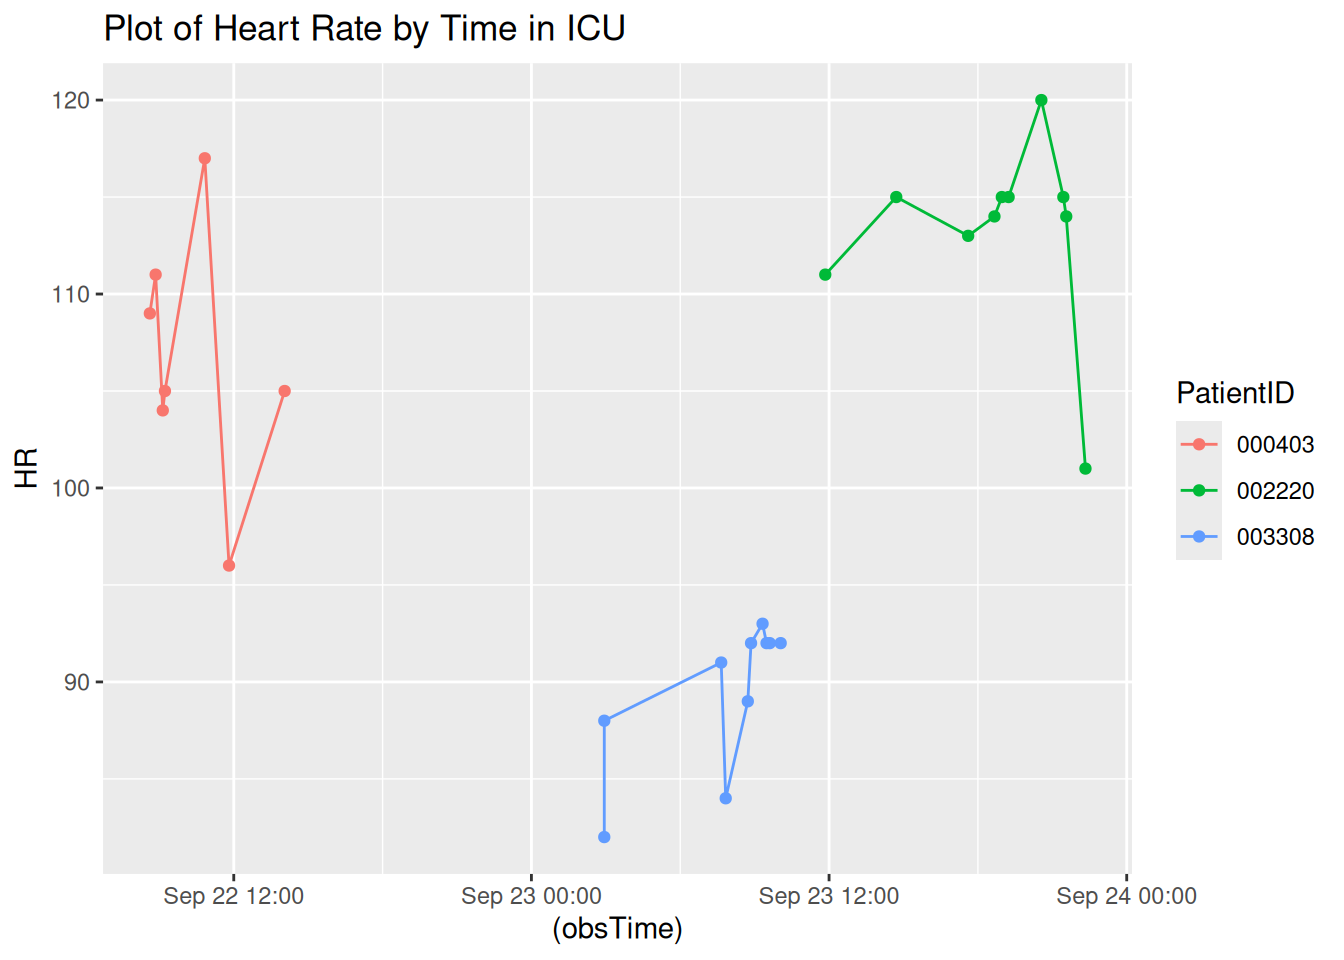 Plot of Heart Rate by Time in ICU
120
110
100
90
HR
Sep 22 12:00
Sep 23 00:00
Sep 23 12:00
Sep 24 00:00
(obsTime)
PatientID
000403
002220
003308